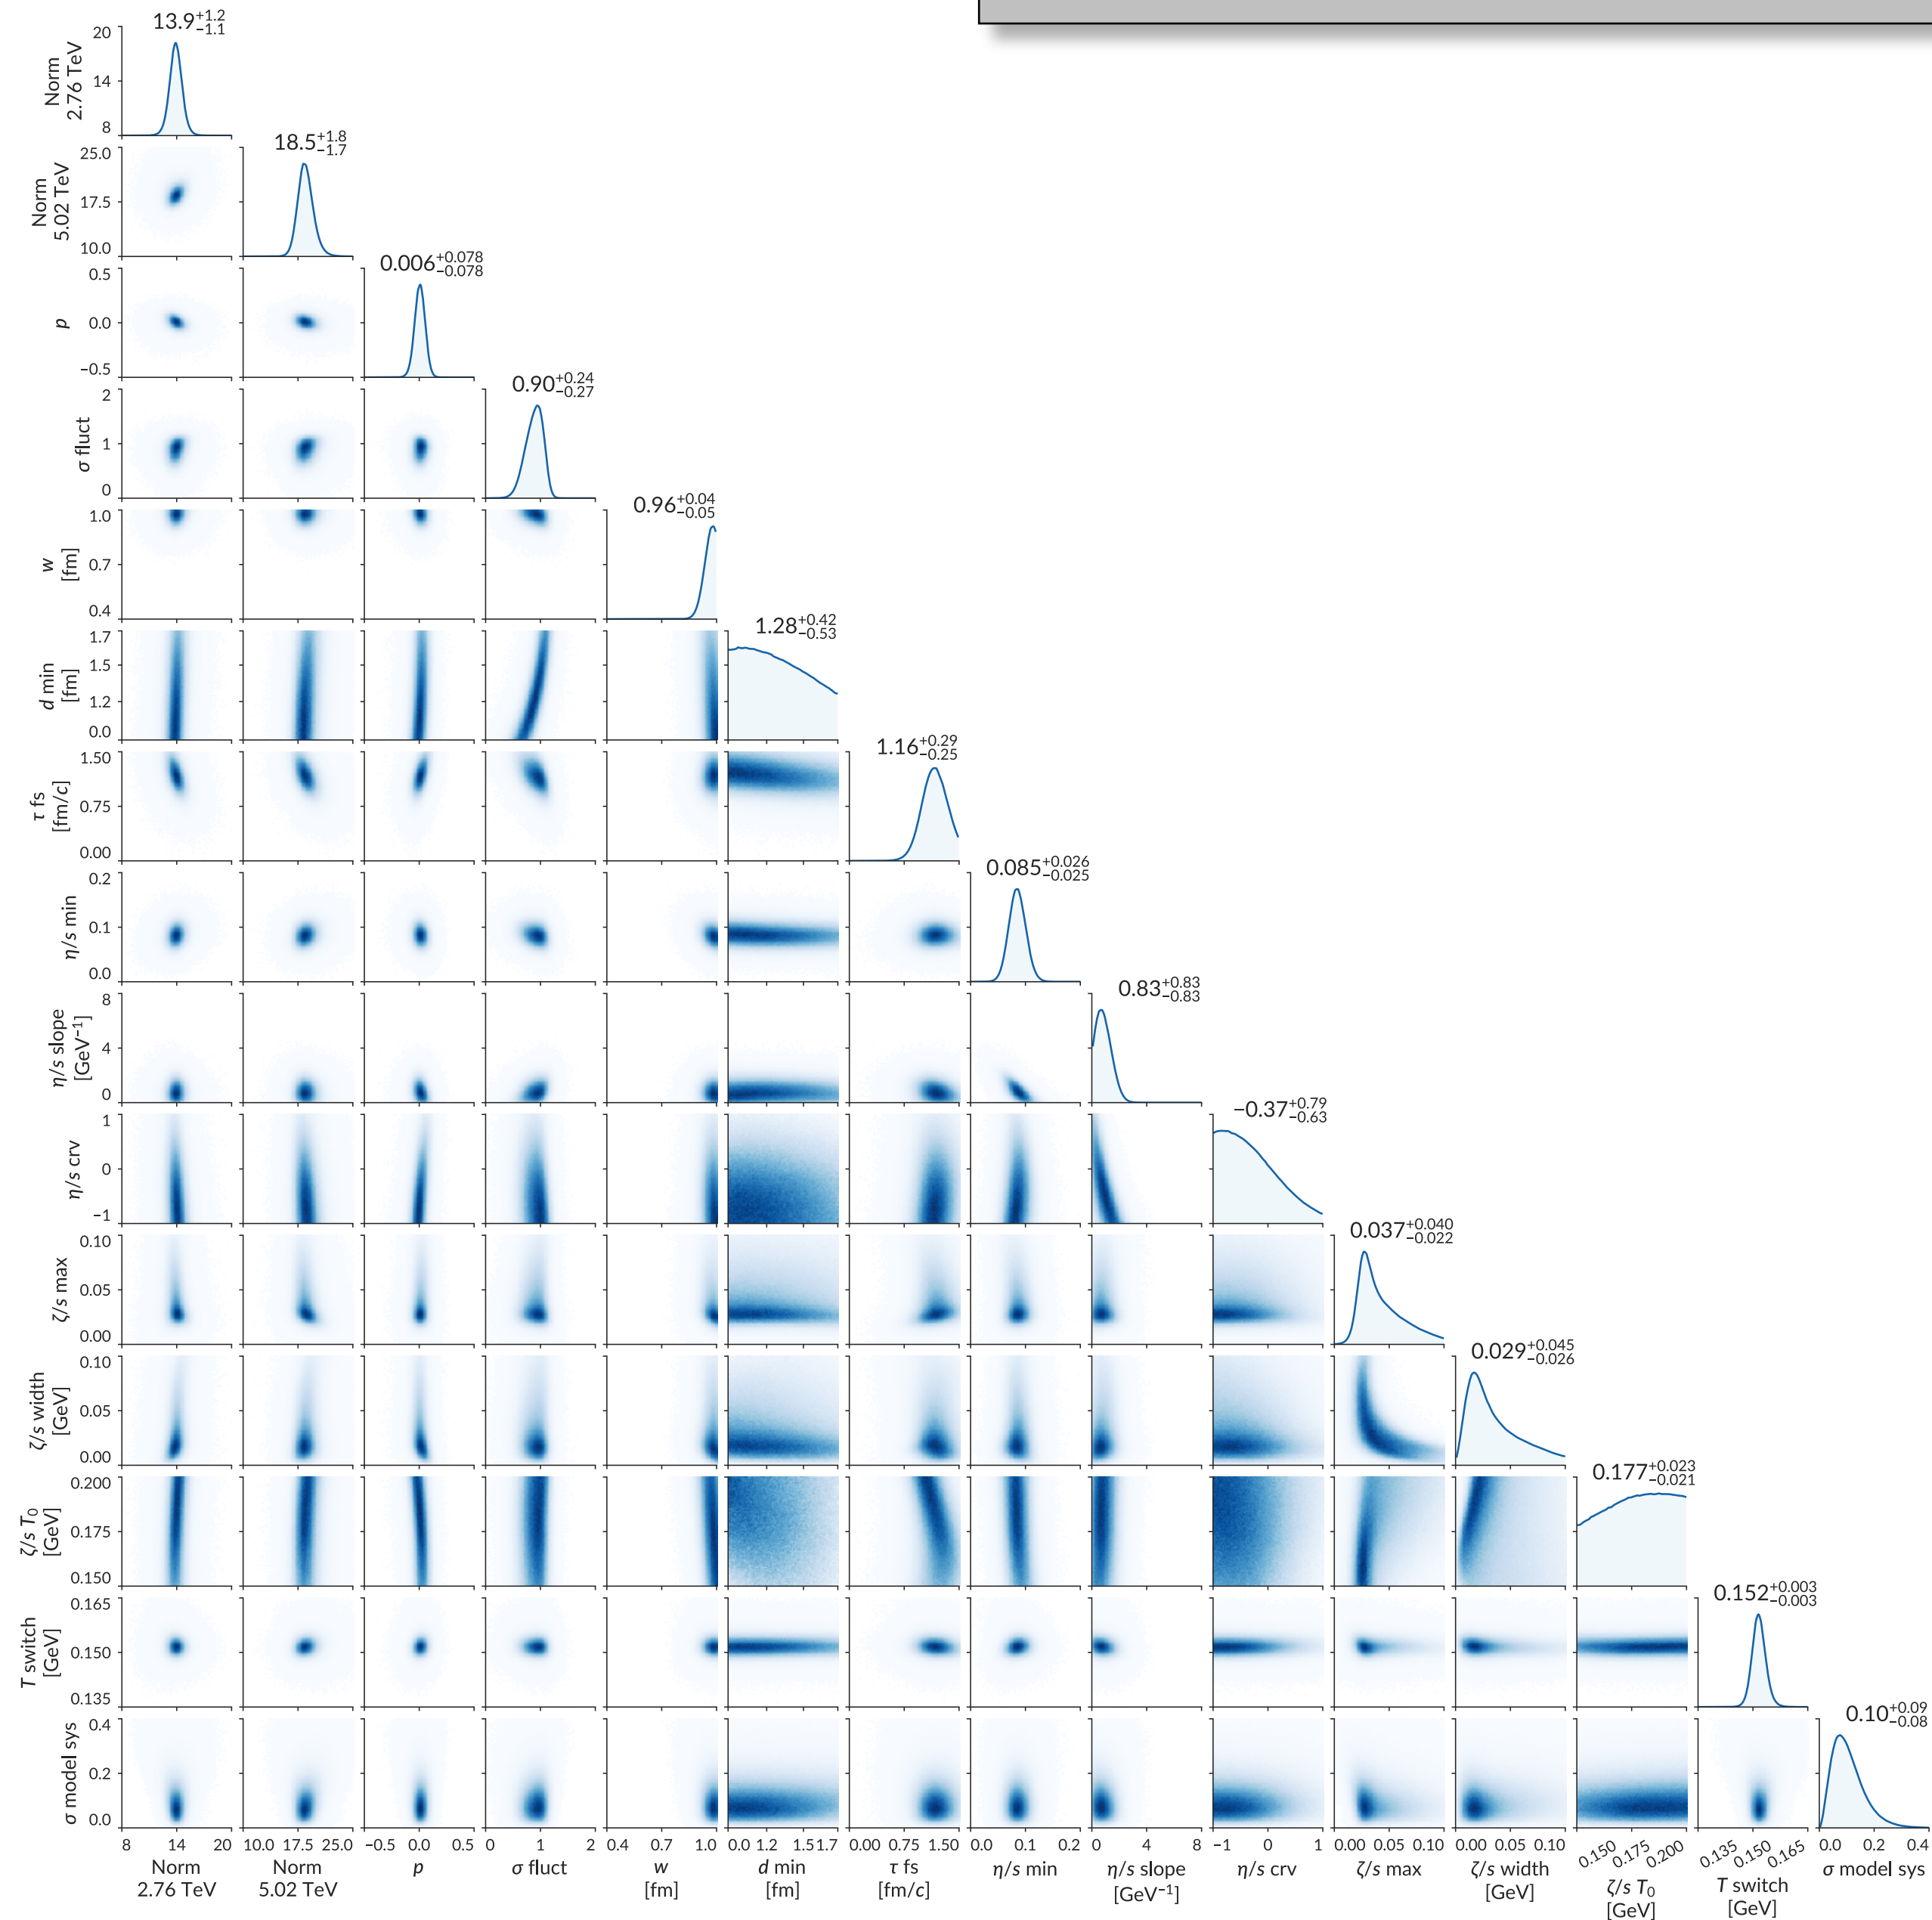 13.9+1.2−1.1
20
14
8
Norm
2.76 TeV
18.5+1.8−1.7
25.0
17.5
10.0
Norm
5.02 TeV
0.006+0.078−0.078
0.5
0.0
−0.5
p
0.90+0.24−0.27
2
1
0
σ fluct
0.96+0.04−0.05
1.0
0.7
0.4
w
[fm]
1.28+0.42−0.53
1.7
1.5
1.2
0.0
d min
[fm]
1.16+0.29−0.25
1.50
0.75
0.00
τ fs
[fm/c]
0.085+0.026−0.025
0.2
0.1
0.0
η/s min
0.83+0.83−0.83
8
4
0
η/s slope
[GeV−1]
−0.37+0.79−0.63
1
0
−1
η/s crv
0.037+0.040−0.022
0.10
0.05
0.00
ζ/s max
0.029+0.045−0.026
0.10
0.05
0.00
ζ/s width
[GeV]
0.177+0.023−0.021
0.200
0.175
0.150
ζ/s T0
[GeV]
0.152+0.003−0.003
0.165
0.150
0.135
T switch
[GeV]
0.10+0.09−0.08
0.4
0.2
0.0
σ model sys
8 14 20 10.0 17.5 25.0 −0.5 0.0 0.5 0 1 2 0.4 0.7 1.0 0.0 1.2 1.5 1.7 0.00 0.75 1.50 0.0 0.1 0.2 0 4 8 −1 0 1 0.00 0.05 0.10 0.00 0.05 0.10 0.150 0.175 0.200 0.135 0.150 0.165 0.0 0.2 0.4
Norm Norm p σ fluct w d min τ fs η/s min η/s slope η/s crv ζ/s max ζ/s width ζ/s T0 T switch σ model sys
2.76 TeV 5.02 TeV [fm] [fm] [fm/c] [GeV−1] [GeV] [GeV] [GeV]